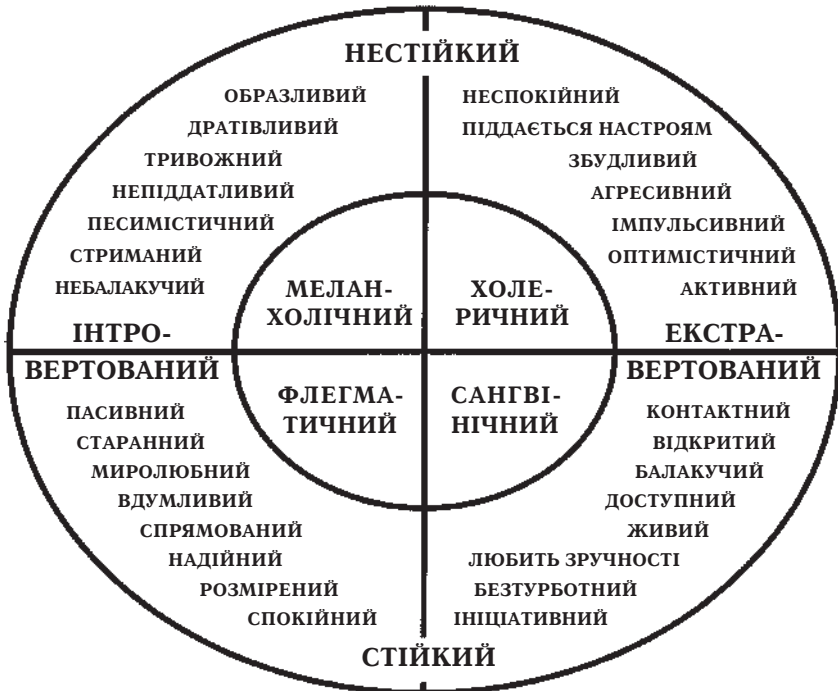 НЕСТІЙКИЙ
ОБРАЗЛИВИЙ
ДРАТІВЛИВИЙ
ТРИВОЖНИЙ
НЕПІДДАТЛИВИЙ
ПЕСИМІСТИЧНИЙ
СТРИМАНИЙ
НЕБАЛАКУЧИЙ
НЕСПОКІЙНИЙ
ПІДДАЄТЬСЯ НАСТРОЯМ
ЗБУДЛИВИЙ
АГРЕСИВНИЙ
ІМПУЛЬСИВНИЙ
ОПТИМІСТИЧНИЙ
АКТИВНИЙ
МЕЛАН-
ХОЛІЧНИЙ
ХОЛЕ-
РИЧНИЙ
ІНТРО-
ВЕРТОВАНИЙ
ЕКСТРА-
ВЕРТОВАНИЙ
ФЛЕГМА-
ТИЧНИЙ
САНГВІ-
НІЧНИЙ
ПАСИВНИЙ
СТАРАННИЙ
МИРОЛЮБНИЙ
ВДУМЛИВИЙ
СПРЯМОВАНИЙ
НАДІЙНИЙ
РОЗМІРЕНИЙ
СПОКІЙНИЙ
КОНТАКТНИЙ
ВІДКРИТИЙ
БАЛАКУЧИЙ
ДОСТУПНИЙ
ЖИВИЙ
ЛЮБИТЬ ЗРУЧНОСТІ
БЕЗТУРБОТНИЙ
ІНІЦІАТИВНИЙ
СТІЙКИЙ